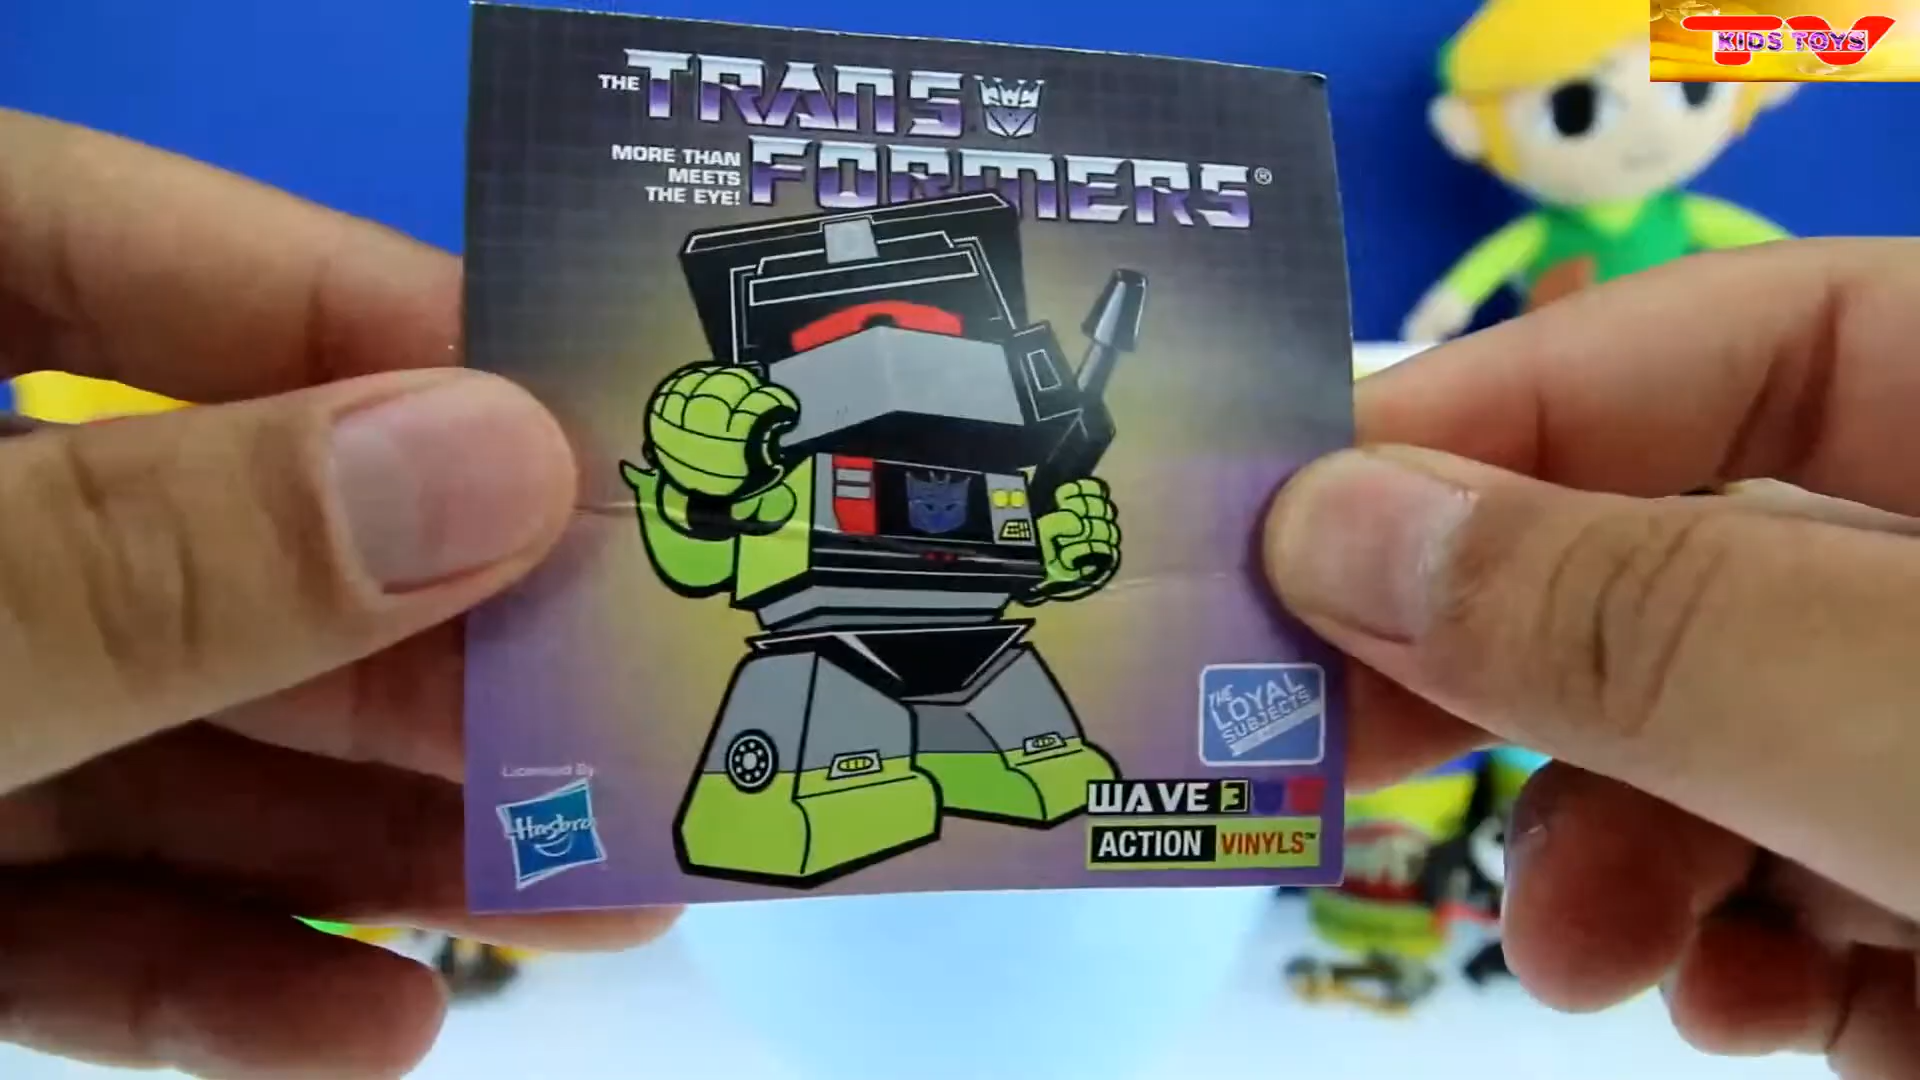 THE TRANS
FORMERS®
MORE THAN
MEETS
THE EYE!
KIDS TOYS
TV
THE
LOYAL
SUBJECTS
Licensed By
Hasbro
WAVE 3
ACTION VINYLS™